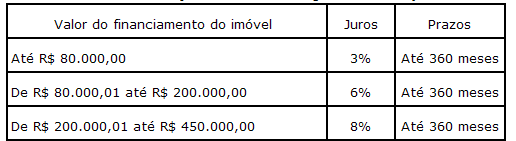 Valor do financiamento do imóvel Juros Prazos
Até R$ 80.000,00 3% Até 360 meses
De R$ 80.000,01 até R$ 200.000,00 6% Até 360 meses
De R$ 200.000,01 até R$ 450.000,00 8% Até 360 meses